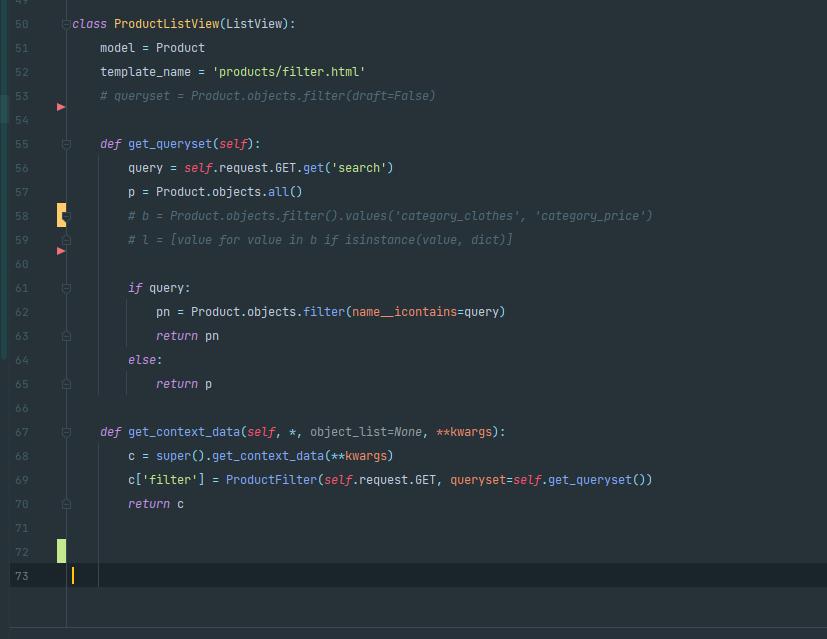 49
50 class ProductListView(ListView):
51     model = Product
52     template_name = 'products/filter.html'
53     # queryset = Product.objects.filter(draft=False)
54
55     def get_queryset(self):
56         query = self.request.GET.get('search')
57         p = Product.objects.all()
58         # b = Product.objects.filter().values('category_clothes', 'category_price')
59         # l = [value for value in b if isinstance(value, dict)]
60
61         if query:
62             pn = Product.objects.filter(name__icontains=query)
63             return pn
64         else:
65             return p
66
67     def get_context_data(self, *, object_list=None, **kwargs):
68         c = super().get_context_data(**kwargs)
69         c['filter'] = ProductFilter(self.request.GET, queryset=self.get_queryset())
70         return c
71
72
73